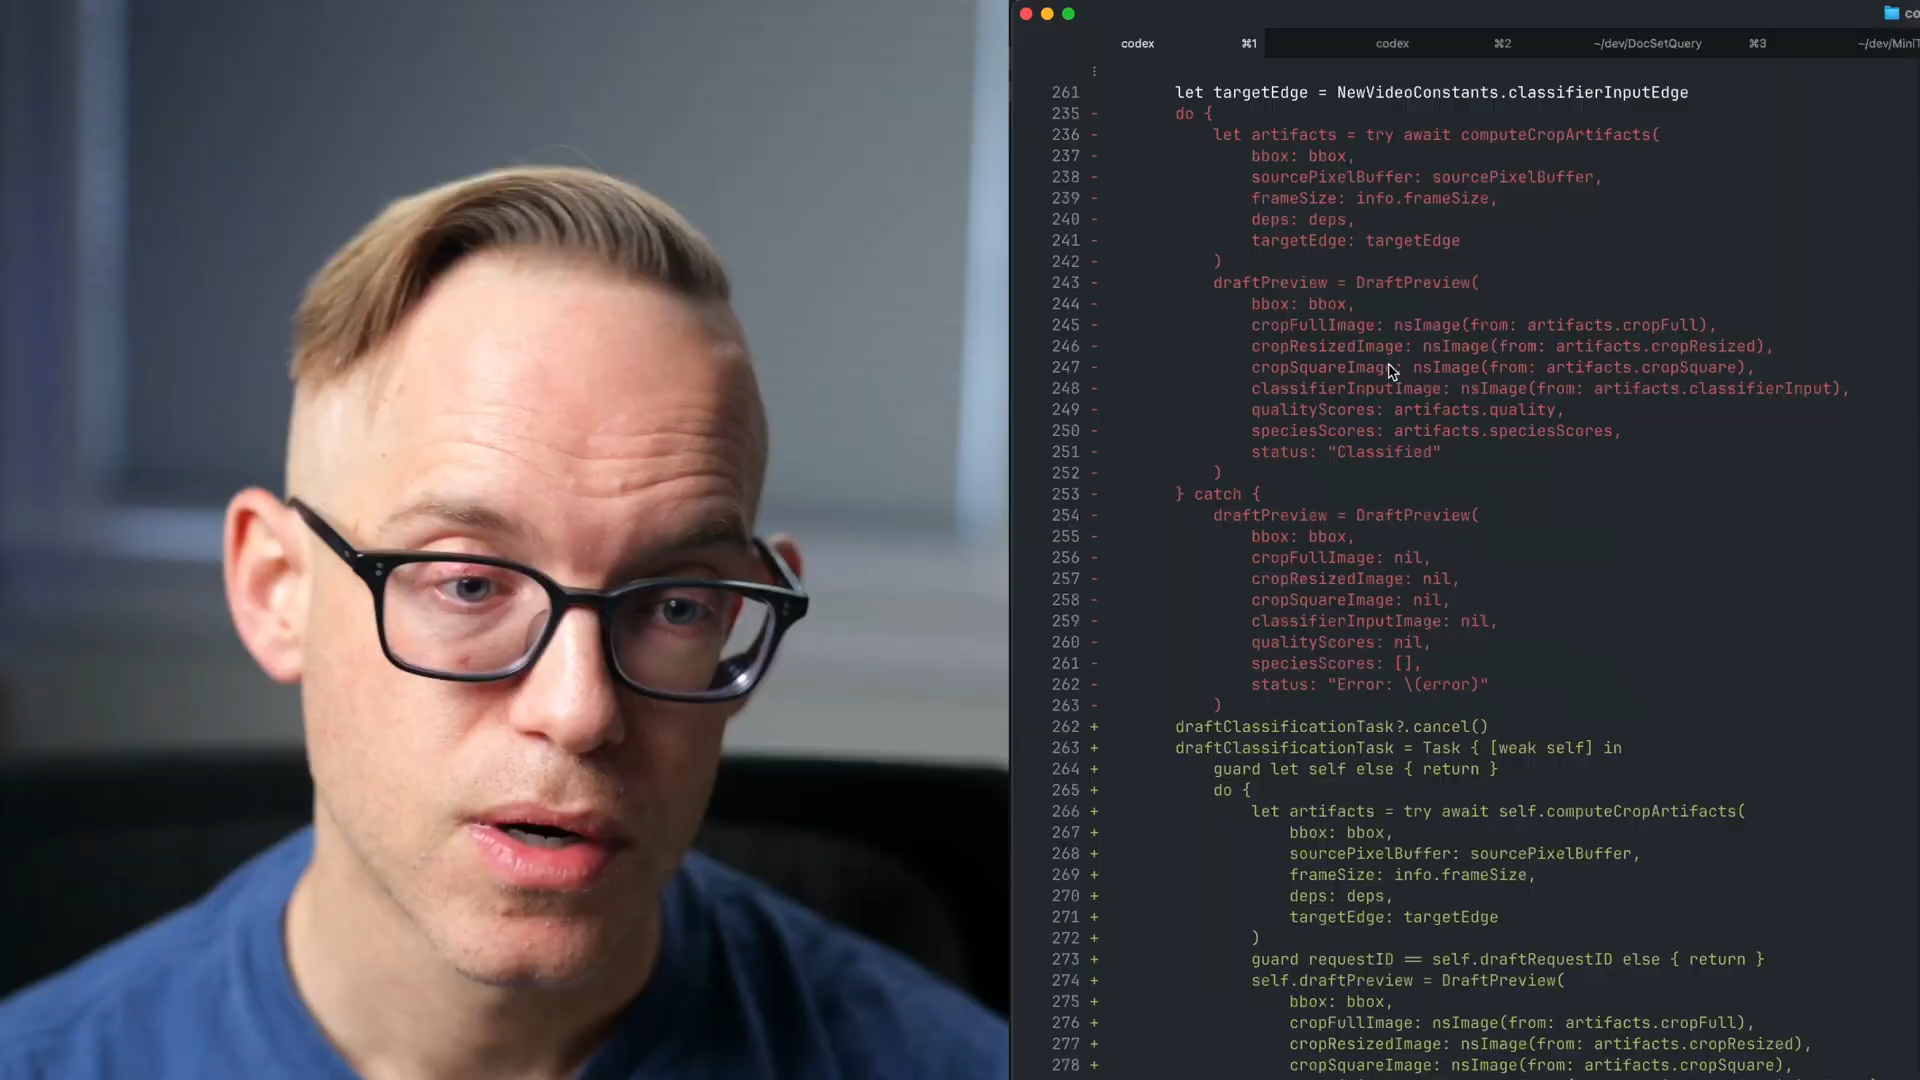 co
codex ⌘1 codex ⌘2 ~/dev/DocSetQuery ⌘3 ~/dev/MiniT
⋮
261 let targetEdge = NewVideoConstants.classifierInputEdge
235 - do {
236 - let artifacts = try await computeCropArtifacts(
237 - bbox: bbox,
238 - sourcePixelBuffer: sourcePixelBuffer,
239 - frameSize: info.frameSize,
240 - deps: deps,
241 - targetEdge: targetEdge
242 - )
243 - draftPreview = DraftPreview(
244 - bbox: bbox,
245 - cropFullImage: nsImage(from: artifacts.cropFull),
246 - cropResizedImage: nsImage(from: artifacts.cropResized),
247 - cropSquareImage: nsImage(from: artifacts.cropSquare),
248 - classifierInputImage: nsImage(from: artifacts.classifierInput),
249 - qualityScores: artifacts.quality,
250 - speciesScores: artifacts.speciesScores,
251 - status: "Classified"
252 - )
253 - } catch {
254 - draftPreview = DraftPreview(
255 - bbox: bbox,
256 - cropFullImage: nil,
257 - cropResizedImage: nil,
258 - cropSquareImage: nil,
259 - classifierInputImage: nil,
260 - qualityScores: nil,
261 - speciesScores: [],
262 - status: "Error: \(error)"
263 - )
262 + draftClassificationTask?.cancel()
263 + draftClassificationTask = Task { [weak self] in
264 + guard let self else { return }
265 + do {
266 + let artifacts = try await self.computeCropArtifacts(
267 + bbox: bbox,
268 + sourcePixelBuffer: sourcePixelBuffer,
269 + frameSize: info.frameSize,
270 + deps: deps,
271 + targetEdge: targetEdge
272 + )
273 + guard requestID == self.draftRequestID else { return }
274 + self.draftPreview = DraftPreview(
275 + bbox: bbox,
276 + cropFullImage: nsImage(from: artifacts.cropFull),
277 + cropResizedImage: nsImage(from: artifacts.cropResized),
278 + cropSquareImage: nsImage(from: artifacts.cropSquare),